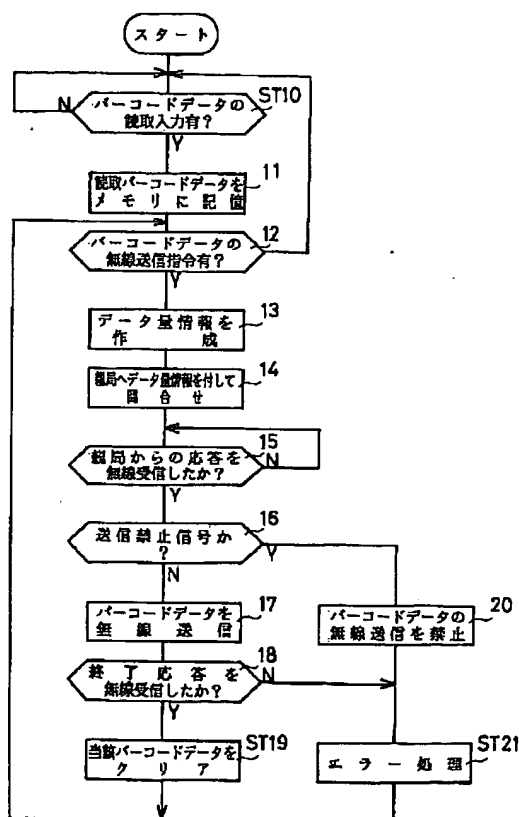 スタート
ST10
バーコードデータの
読取入力有?
N
Y
11
読取バーコードデータを
メモリに記憶
12
バーコードデータの
無線送信指令有?
Y
13
データ量情報を
作成
14
親局へデータ量情報を付して
問合せ
15
親局からの応答を
無線受信したか?
N
Y
16
送信禁止信号か
?
Y
N
17
バーコードデータを
無線送信
20
バーコードデータの
無線送信を禁止
18
終了応答を
無線受信したか?
N
Y
ST19
当該バーコードデータを
クリア
ST21
エラー処理